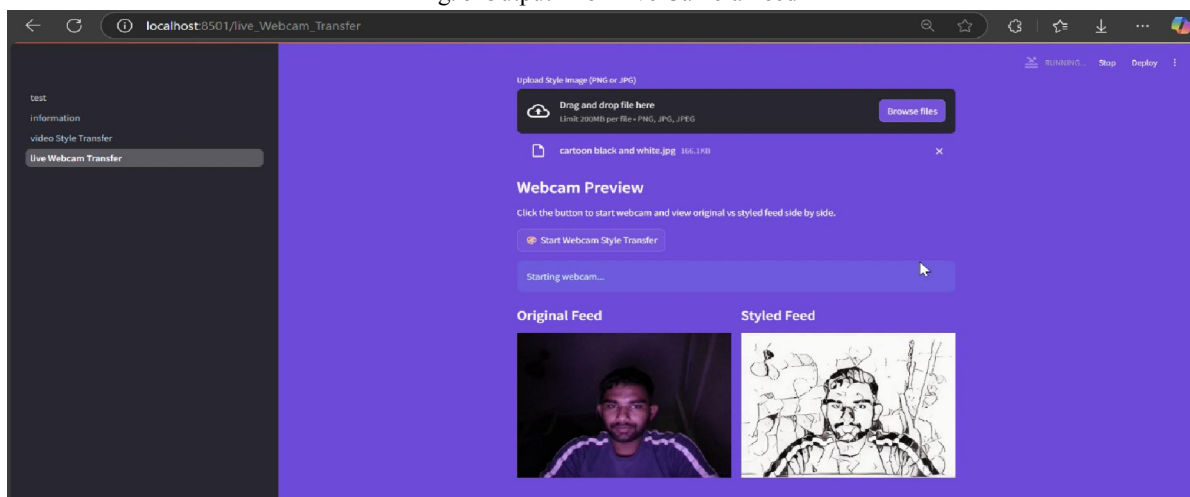 localhost:8501/live_Webcam_Transfer
RUNNING... Stop Deploy
test
information
video Style Transfer
live Webcam Transfer
Upload Style Image (PNG or JPG)
Drag and drop file here
Limit 200MB per file • PNG, JPG, JPEG
Browse files
cartoon black and white.jpg 166.1KB
Webcam Preview
Click the button to start webcam and view original vs styled feed side by side.
Start Webcam Style Transfer
Starting webcam...
Original Feed
Styled Feed